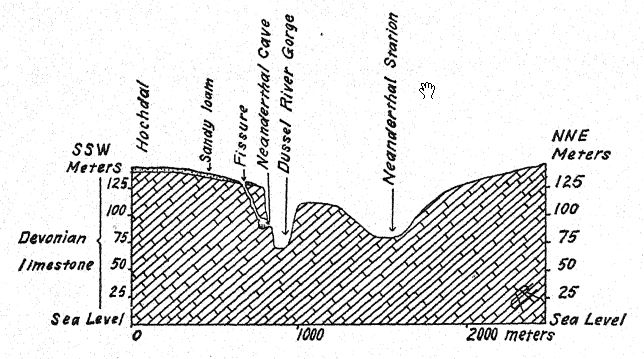 Hochdal
Sandy loam
Fissure
Neanderthal Cave
Dussel River Gorge
Neanderthal Station
SSW
Meters
125
100
75
50
25
Sea Level
Devonian
limestone
NNE
Meters
125
100
75
50
25
Sea Level
0
1000
2000 meters